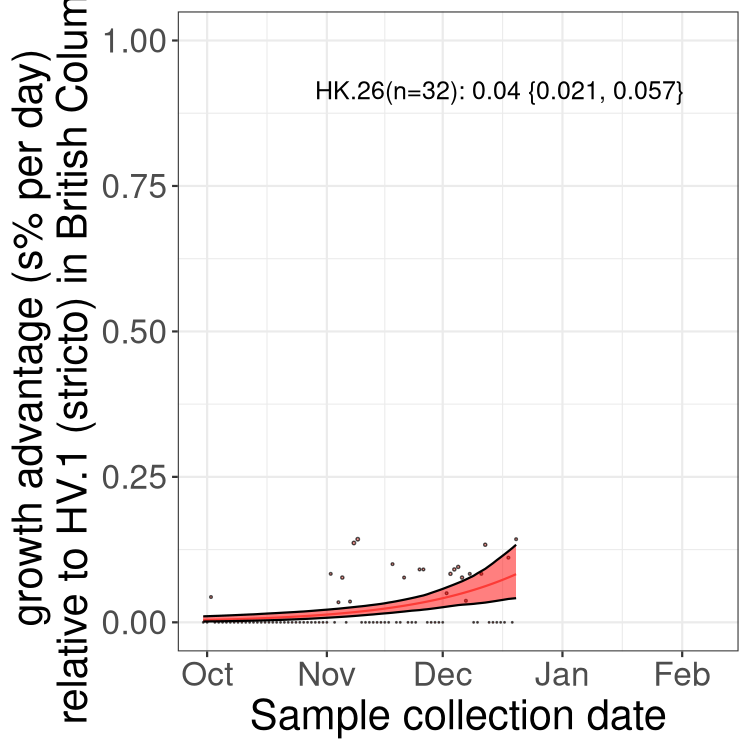 growth advantage (s% per day)
relative to HV.1 (stricto) in British Colum
1.00
0.75
0.50
0.25
0.00
HK.26(n=32): 0.04 {0.021, 0.057}
Oct Nov Dec Jan Feb
Sample collection date